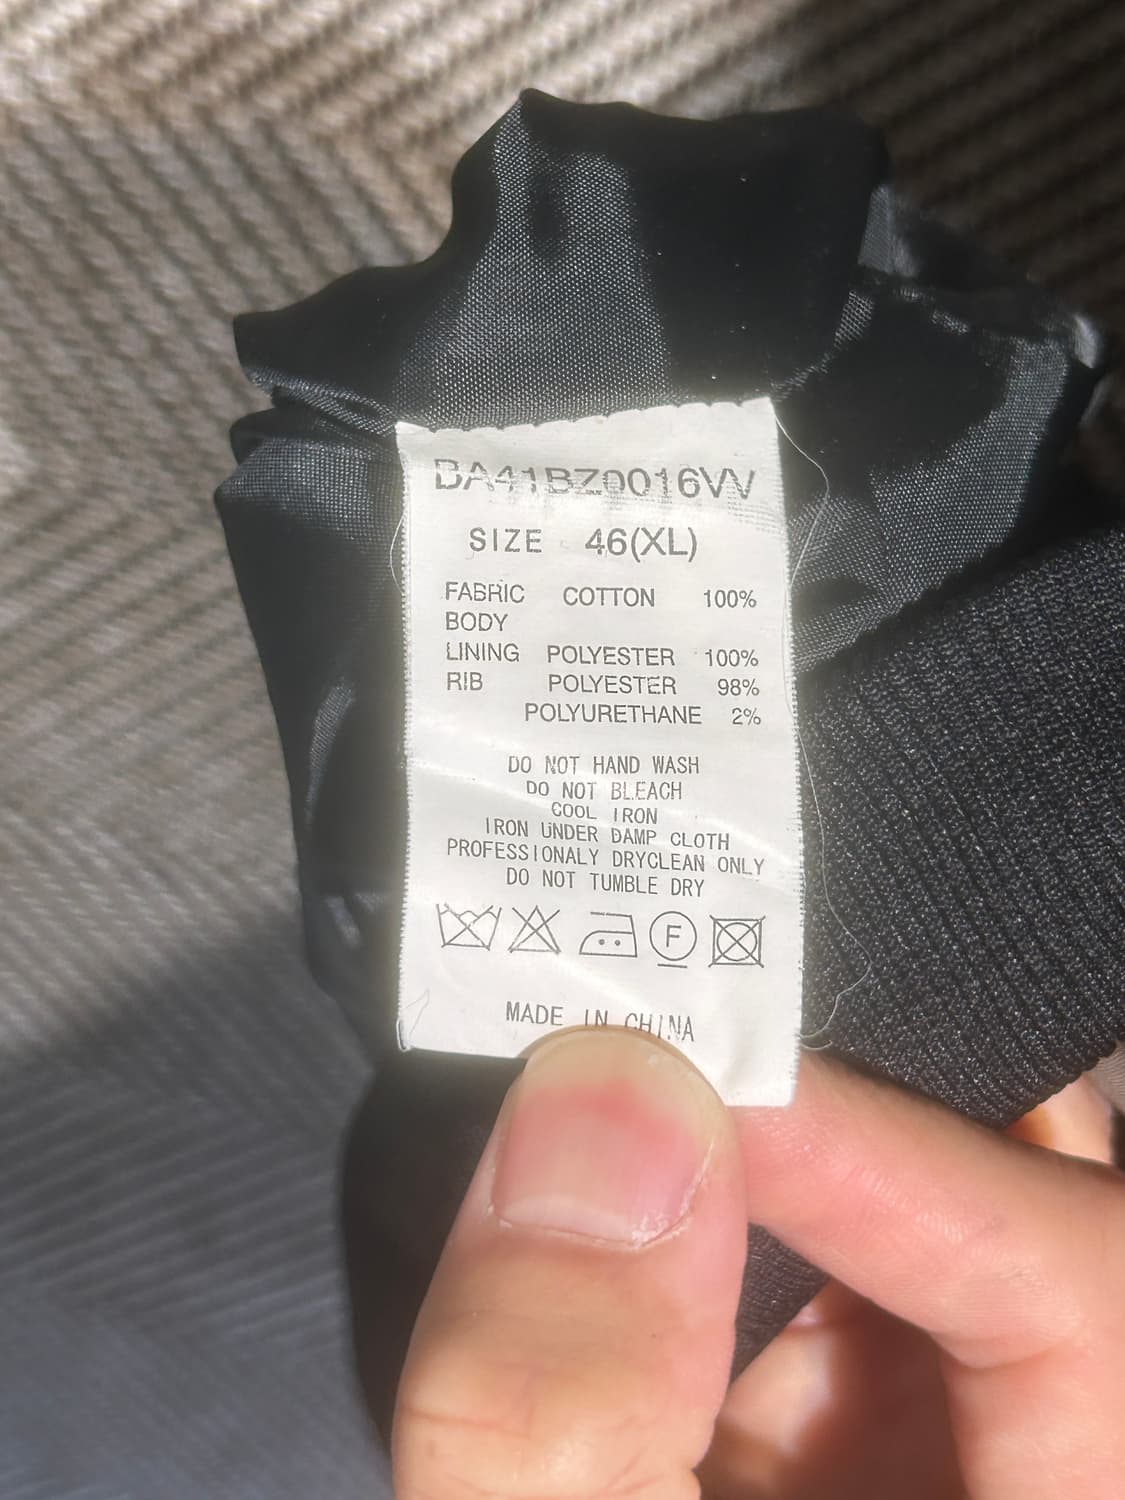 BA41BZ0016VV
SIZE 46(XL)
FABRIC COTTON 100%
BODY
LINING POLYESTER 100%
RIB POLYESTER 98%
POLYURETHANE 2%
DO NOT HAND WASH
DO NOT BLEACH
COOL IRON
IRON UNDER DAMP CLOTH
PROFESSIONALY DRYCLEAN ONLY
DO NOT TUMBLE DRY
F
MADE IN CHINA